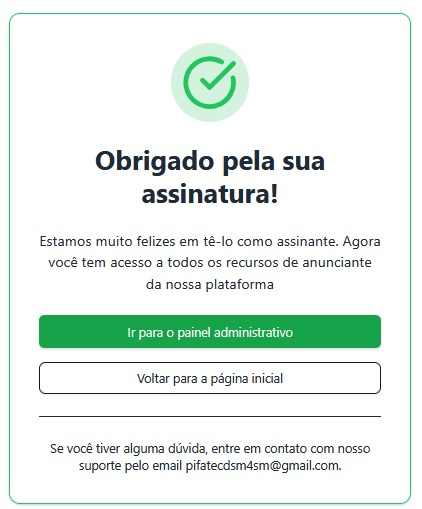 Obrigado pela sua
assinatura!
Estamos muito felizes em tê-lo como assinante. Agora
você tem acesso a todos os recursos de anunciante
da nossa plataforma
Ir para o painel administrativo
Voltar para a página inicial
Se você tiver alguma dúvida, entre em contato com nosso
suporte pelo email pifatecdsm4sm@gmail.com.